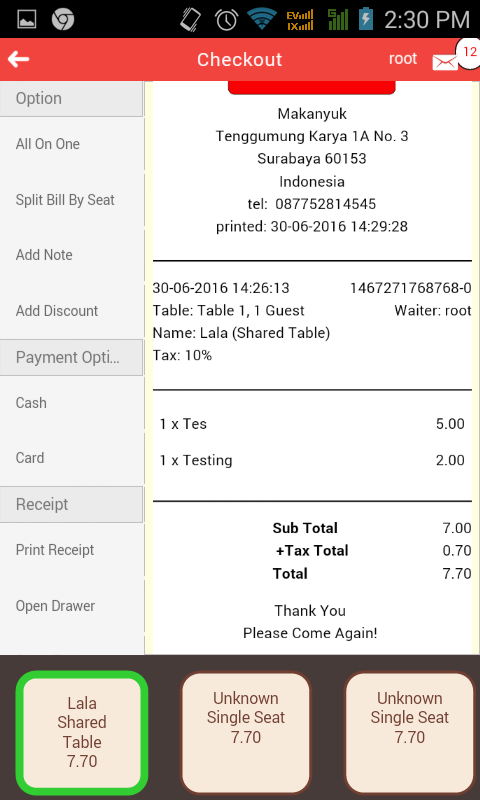 EV
1X
2:30 PM
Checkout
root
12
Option
All On One
Split Bill By Seat
Add Note
Add Discount
Payment Opti...
Cash
Card
Receipt
Print Receipt
Open Drawer
Makanyuk
Tenggumung Karya 1A No. 3
Surabaya 60153
Indonesia
tel: 087752814545
printed: 30-06-2016 14:29:28
30-06-2016 14:26:13 1467271768768-0
Table: Table 1, 1 Guest Waiter: root
Name: Lala (Shared Table)
Tax: 10%
1 x Tes 5.00
1 x Testing 2.00
Sub Total 7.00
+Tax Total 0.70
Total 7.70
Thank You
Please Come Again!
Lala
Shared
Table
7.70
Unknown
Single Seat
7.70
Unknown
Single Seat
7.70